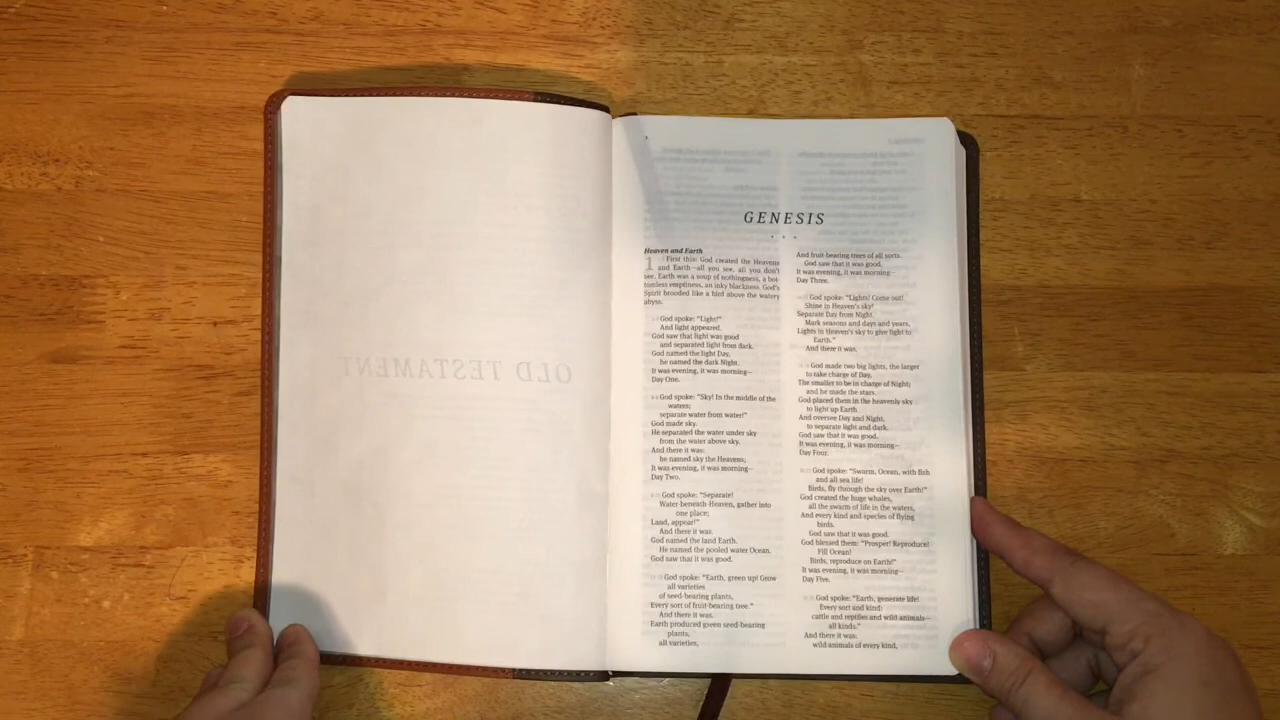 OLD TESTAMENT
GENESIS
Heaven and Earth
1 First this: God created the Heavens
and Earth—all you see, all you don't
see. Earth was a soup of nothingness, a bot-
tomless emptiness, an inky blackness. God's
Spirit brooded like a bird above the watery
abyss.
God spoke: "Light!"
And light appeared.
God saw that light was good
and separated light from dark.
God named the light Day,
he named the dark Night.
It was evening, it was morning—
Day One.
God spoke: "Sky! In the middle of the
waters;
separate water from water!"
God made sky.
He separated the water under sky
from the water above sky.
And there it was:
he named sky the Heavens;
It was evening, it was morning—
Day Two.
God spoke: "Separate!
Water-beneath-Heaven, gather into
one place;
Land, appear!"
And there it was.
God named the land Earth.
He named the pooled water Ocean.
God saw that it was good.
God spoke: "Earth, green up! Grow
all varieties
of seed-bearing plants,
Every sort of fruit-bearing tree."
And there it was.
Earth produced green seed-bearing
plants,
all varieties,
And fruit-bearing trees of all sorts.
God saw that it was good.
It was evening, it was morning—
Day Three.
God spoke: "Lights! Come out!
Shine in Heaven's sky!
Separate Day from Night.
Mark seasons and days and years,
Lights in Heaven's sky to give light to
Earth."
And there it was.
God made two big lights, the larger
to take charge of Day,
The smaller to be in charge of Night;
and he made the stars.
God placed them in the heavenly sky
to light up Earth
And oversee Day and Night,
to separate light and dark.
God saw that it was good.
It was evening, it was morning—
Day Four.
God spoke: "Swarm, Ocean, with fish
and all sea life!
Birds, fly through the sky over Earth!"
God created the huge whales,
all the swarm of life in the waters,
And every kind and species of flying
birds.
God saw that it was good.
God blessed them: "Prosper! Reproduce!
Fill Ocean!
Birds, reproduce on Earth!"
It was evening, it was morning—
Day Five.
God spoke: "Earth, generate life!
Every sort and kind:
cattle and reptiles and wild animals—
all kinds."
And there it was:
wild animals of every kind,